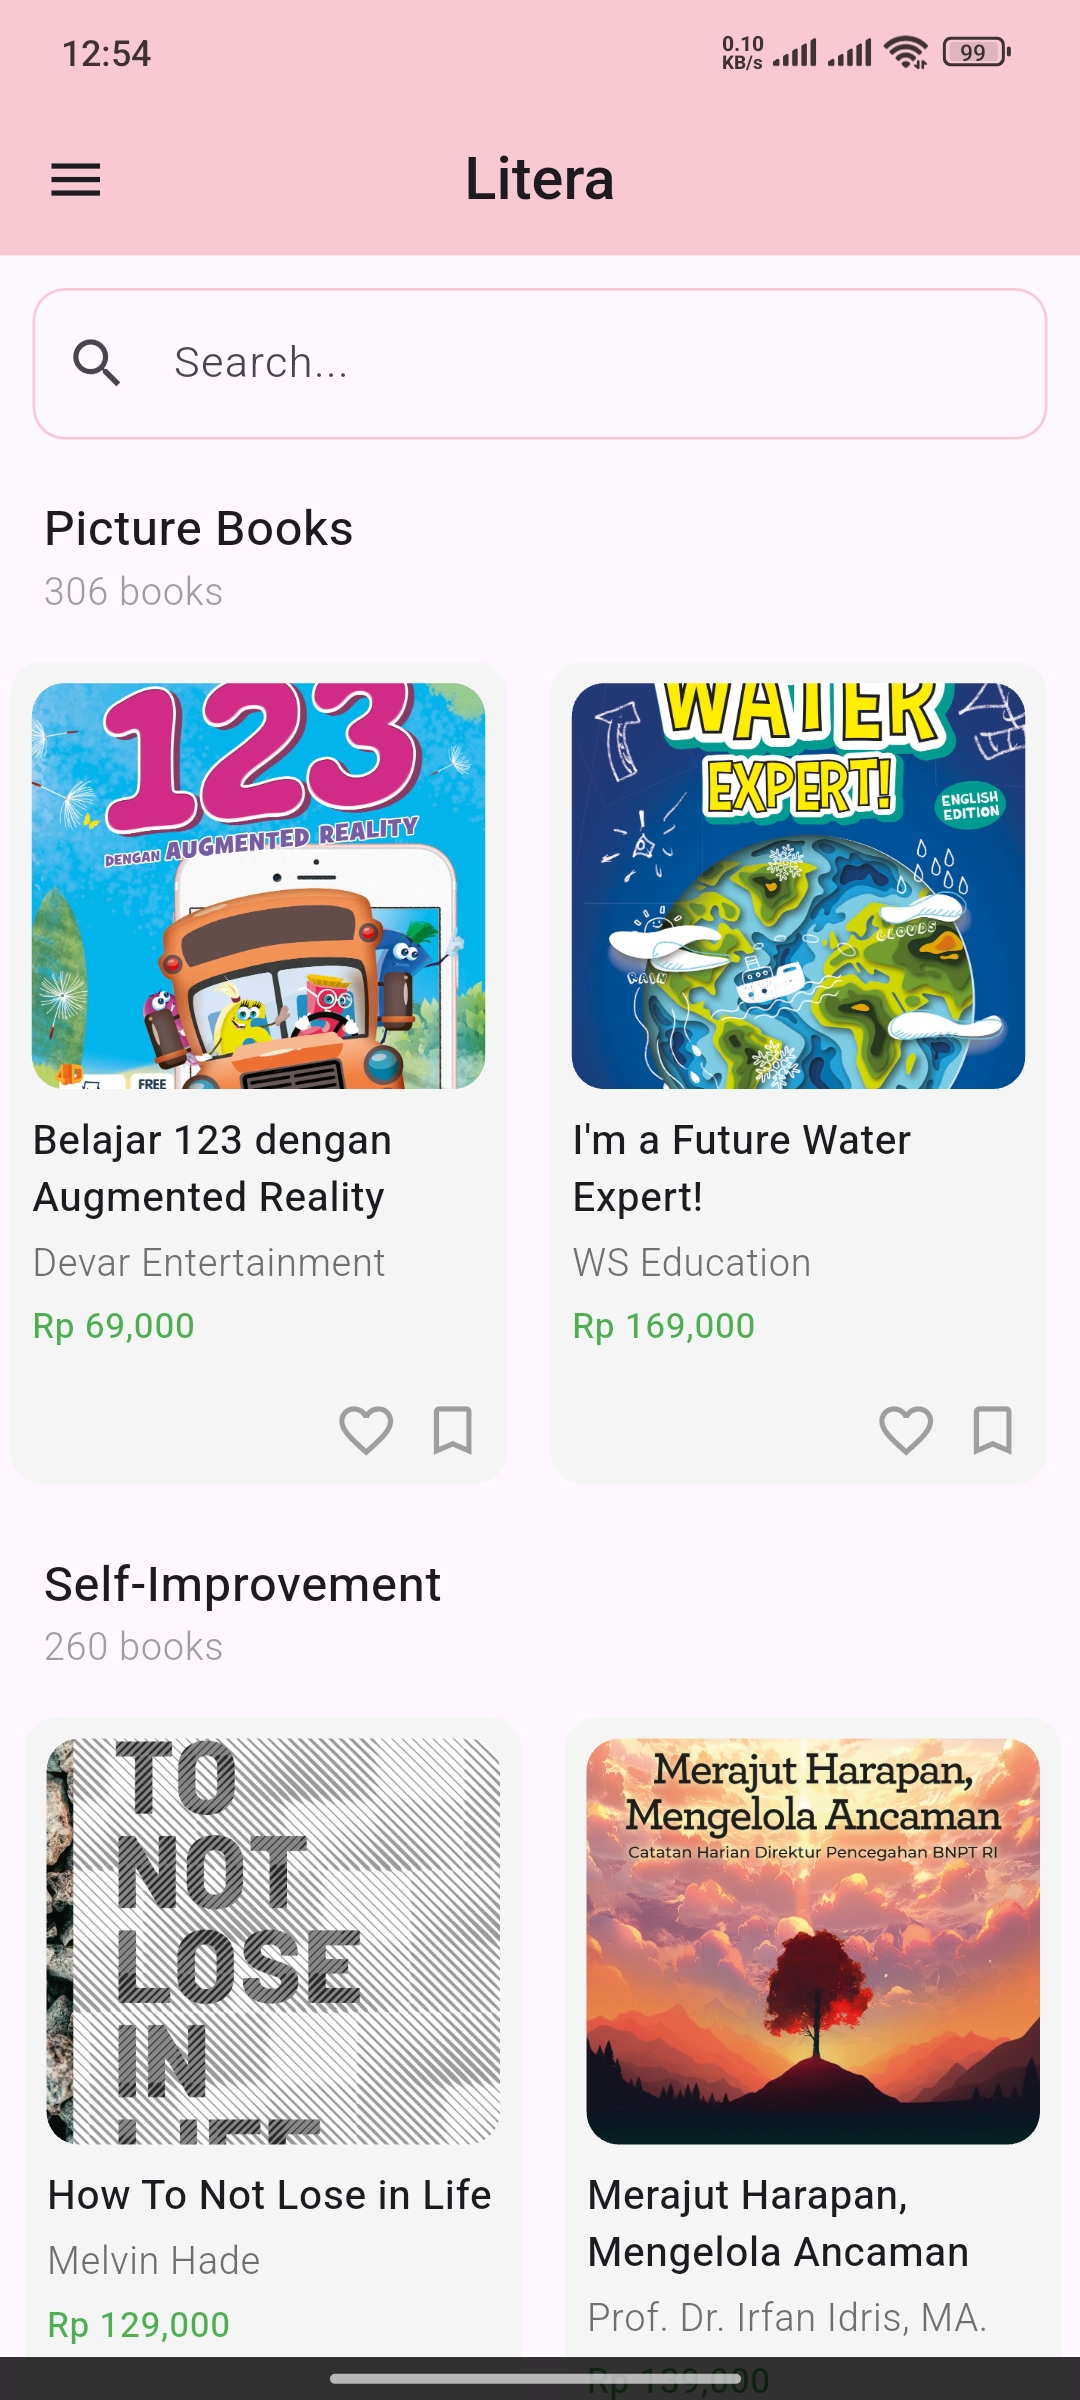 12:54
0.10
KB/s
99
Litera
Search...
Picture Books
306 books
123
DENGAN AUGMENTED REALITY
FREE
WATER
EXPERT!
ENGLISH
EDITION
CLOUDS
RAIN
Belajar 123 dengan
Augmented Reality
Devar Entertainment
Rp 69,000
I'm a Future Water
Expert!
WS Education
Rp 169,000
Self-Improvement
260 books
TO
NOT
LOSE
IN
LIFE
Merajut Harapan,
Mengelola Ancaman
Catatan Harian Direktur Pencegahan BNPT RI
How To Not Lose in Life
Melvin Hade
Rp 129,000
Merajut Harapan,
Mengelola Ancaman
Prof. Dr. Irfan Idris, MA.
Rp 139,000